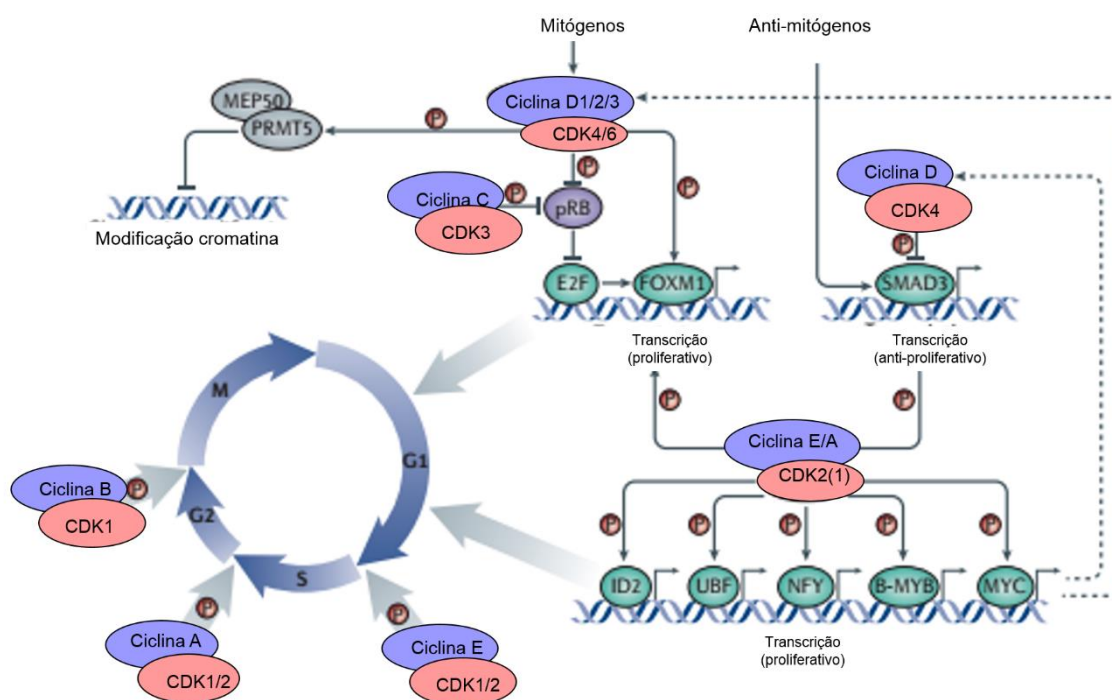 Mitógenos
Anti-mitógenos
MEP50
PRMT5
P
Ciclina D1/2/3
CDK4/6
P
P
Ciclina C
CDK3
P
pRB
Ciclina D
CDK4
P
Modificação cromatina
E2F
FOXM1
SMAD3
Transcrição
(proliferativo)
Transcrição
(anti-proliferativo)
M
G1
S
G2
P
P
Ciclina E/A
CDK2(1)
Ciclina B
CDK1
P
P
P
P
P
P
ID2
UBF
NFY
B-MYB
MYC
Transcrição
(proliferativo)
Ciclina A
CDK1/2
P
Ciclina E
CDK1/2
P